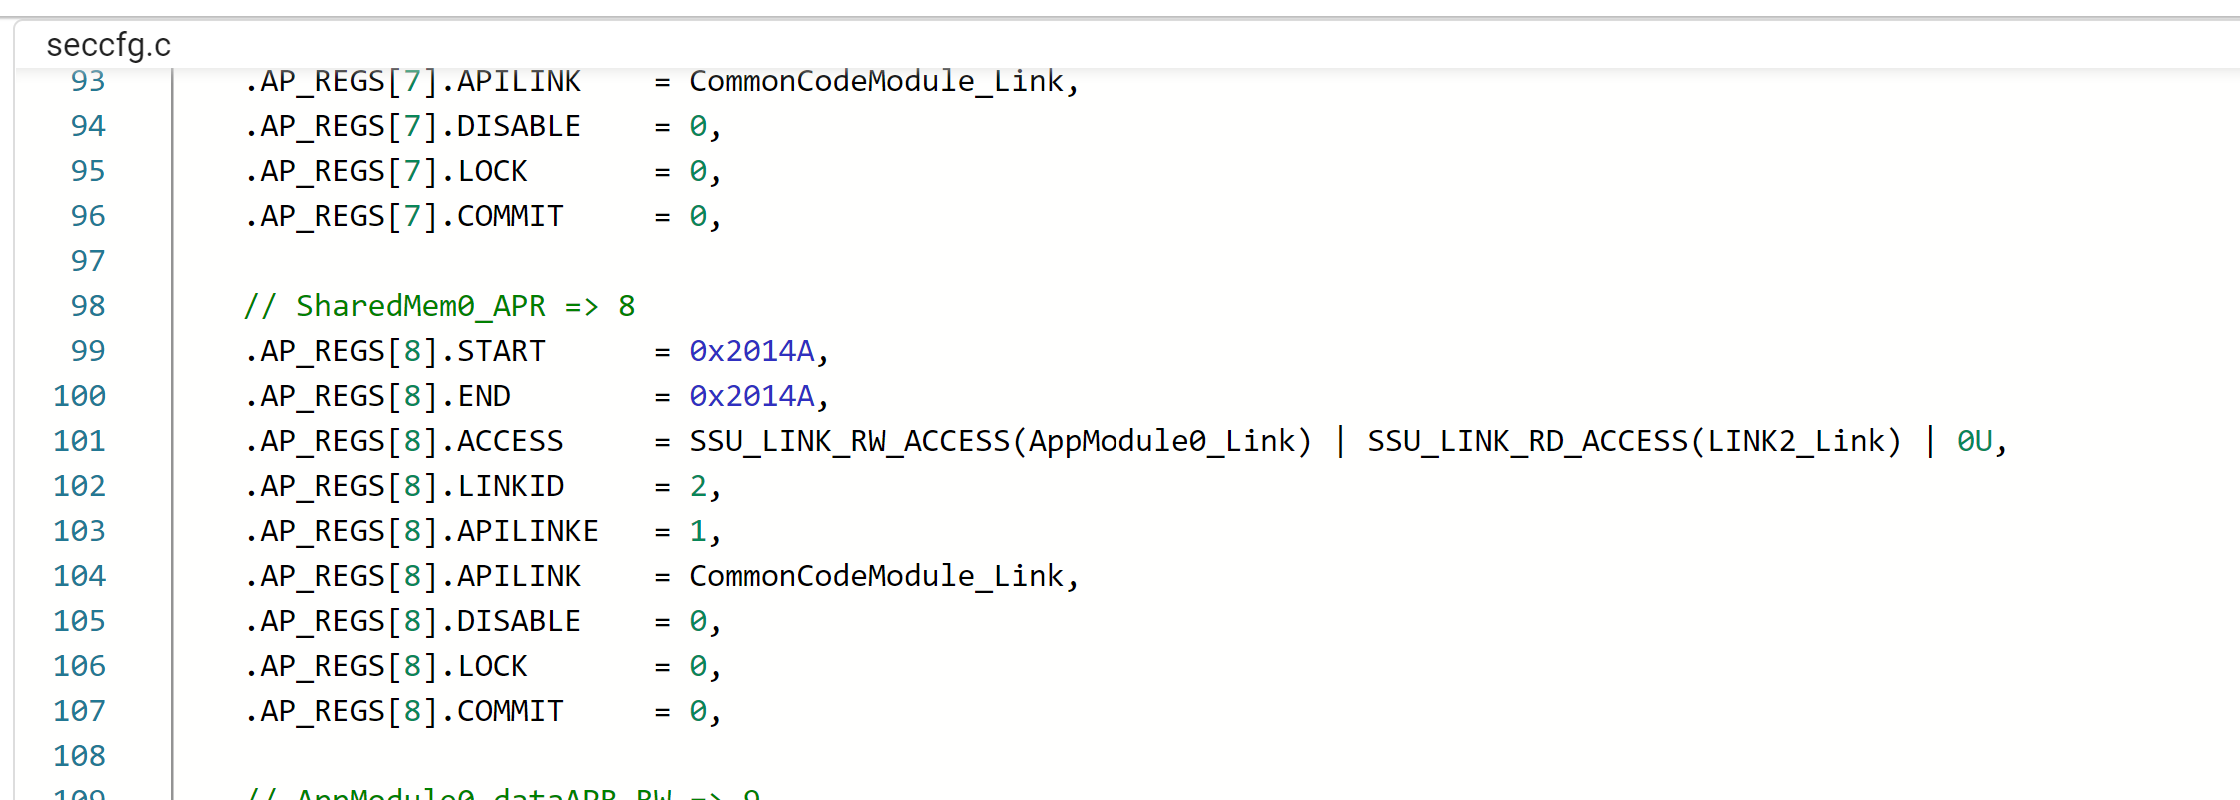 seccfg.c
93 .AP_REGS[7].APILINK = CommonCodeModule_Link,
94 .AP_REGS[7].DISABLE = 0,
95 .AP_REGS[7].LOCK = 0,
96 .AP_REGS[7].COMMIT = 0,
97
98 // SharedMem0_APR => 8
99 .AP_REGS[8].START = 0x2014A,
100 .AP_REGS[8].END = 0x2014A,
101 .AP_REGS[8].ACCESS = SSU_LINK_RW_ACCESS(AppModule0_Link) | SSU_LINK_RD_ACCESS(LINK2_Link) | 0U,
102 .AP_REGS[8].LINKID = 2,
103 .AP_REGS[8].APILINKE = 1,
104 .AP_REGS[8].APILINK = CommonCodeModule_Link,
105 .AP_REGS[8].DISABLE = 0,
106 .AP_REGS[8].LOCK = 0,
107 .AP_REGS[8].COMMIT = 0,
108
109 // AppModule0_dataAPR_RW => 9